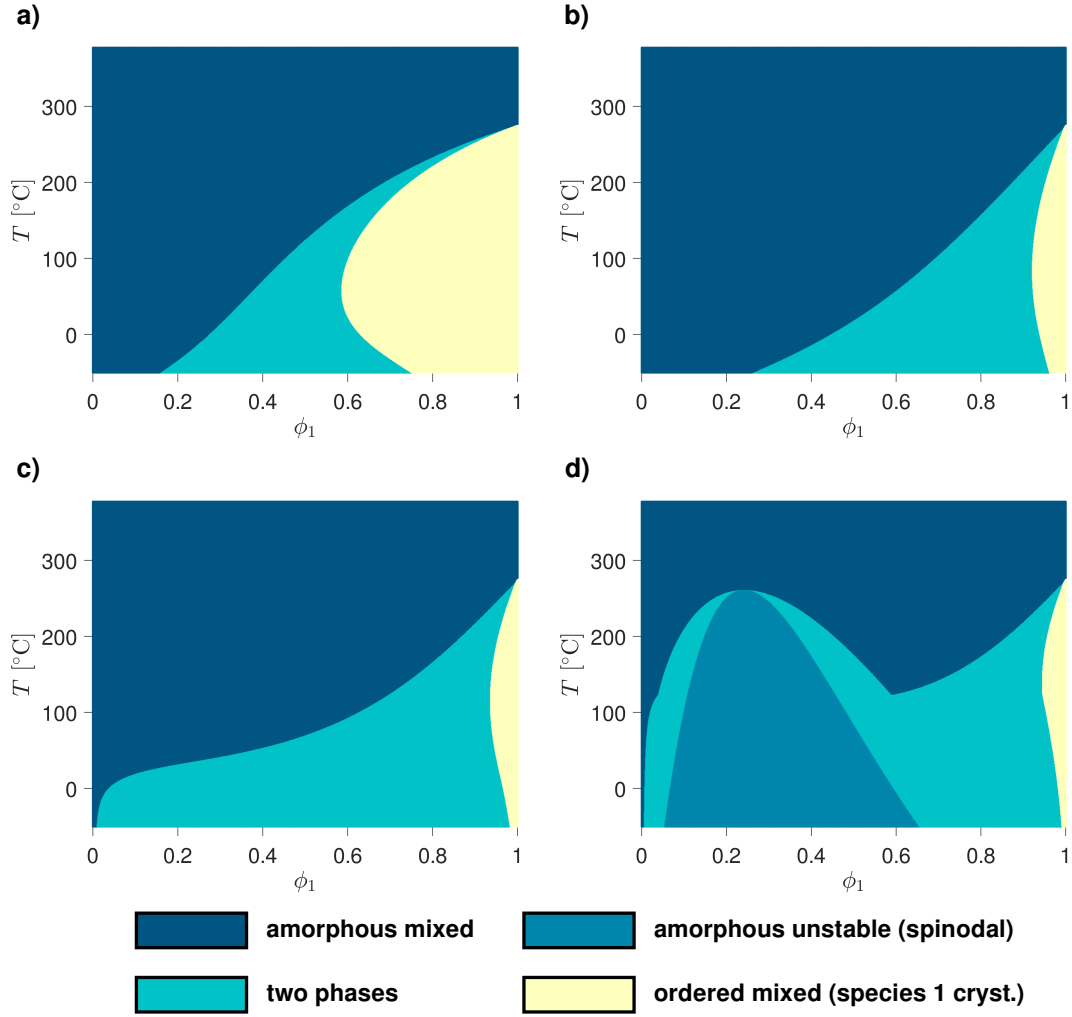 a)
300
200
100
0
T [°C]
0 0.2 0.4 0.6 0.8 1
ϕ₁
b)
300
200
100
0
T [°C]
0 0.2 0.4 0.6 0.8 1
ϕ₁
c)
300
200
100
0
T [°C]
0 0.2 0.4 0.6 0.8 1
ϕ₁
d)
300
200
100
0
T [°C]
0 0.2 0.4 0.6 0.8 1
ϕ₁
amorphous mixed
amorphous unstable (spinodal)
two phases
ordered mixed (species 1 cryst.)